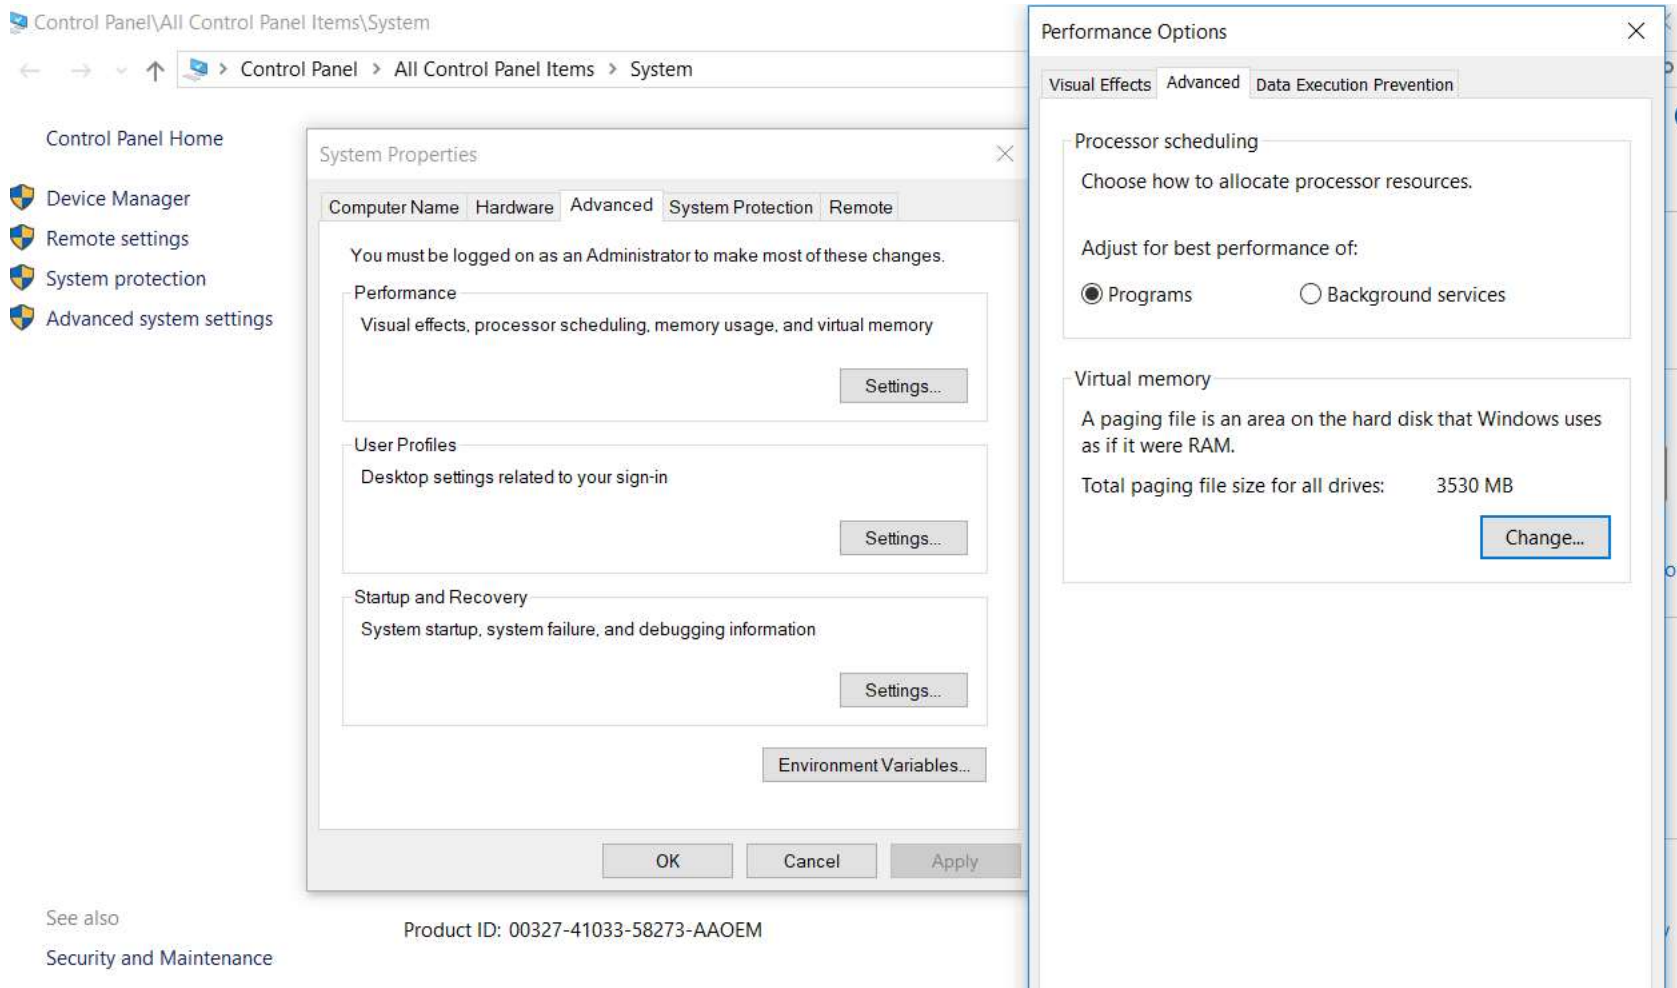 Control Panel\All Control Panel Items\System
Control Panel > All Control Panel Items > System
Control Panel Home
Device Manager
Remote settings
System protection
Advanced system settings
See also
Security and Maintenance
System Properties
Computer Name Hardware Advanced System Protection Remote
You must be logged on as an Administrator to make most of these changes.
Performance
Visual effects, processor scheduling, memory usage, and virtual memory
Settings...
User Profiles
Desktop settings related to your sign-in
Settings...
Startup and Recovery
System startup, system failure, and debugging information
Settings...
Environment Variables...
OK Cancel Apply
Product ID: 00327-41033-58273-AAOEM
Performance Options
Visual Effects Advanced Data Execution Prevention
Processor scheduling
Choose how to allocate processor resources.
Adjust for best performance of:
Programs Background services
Virtual memory
A paging file is an area on the hard disk that Windows uses
as if it were RAM.
Total paging file size for all drives: 3530 MB
Change...